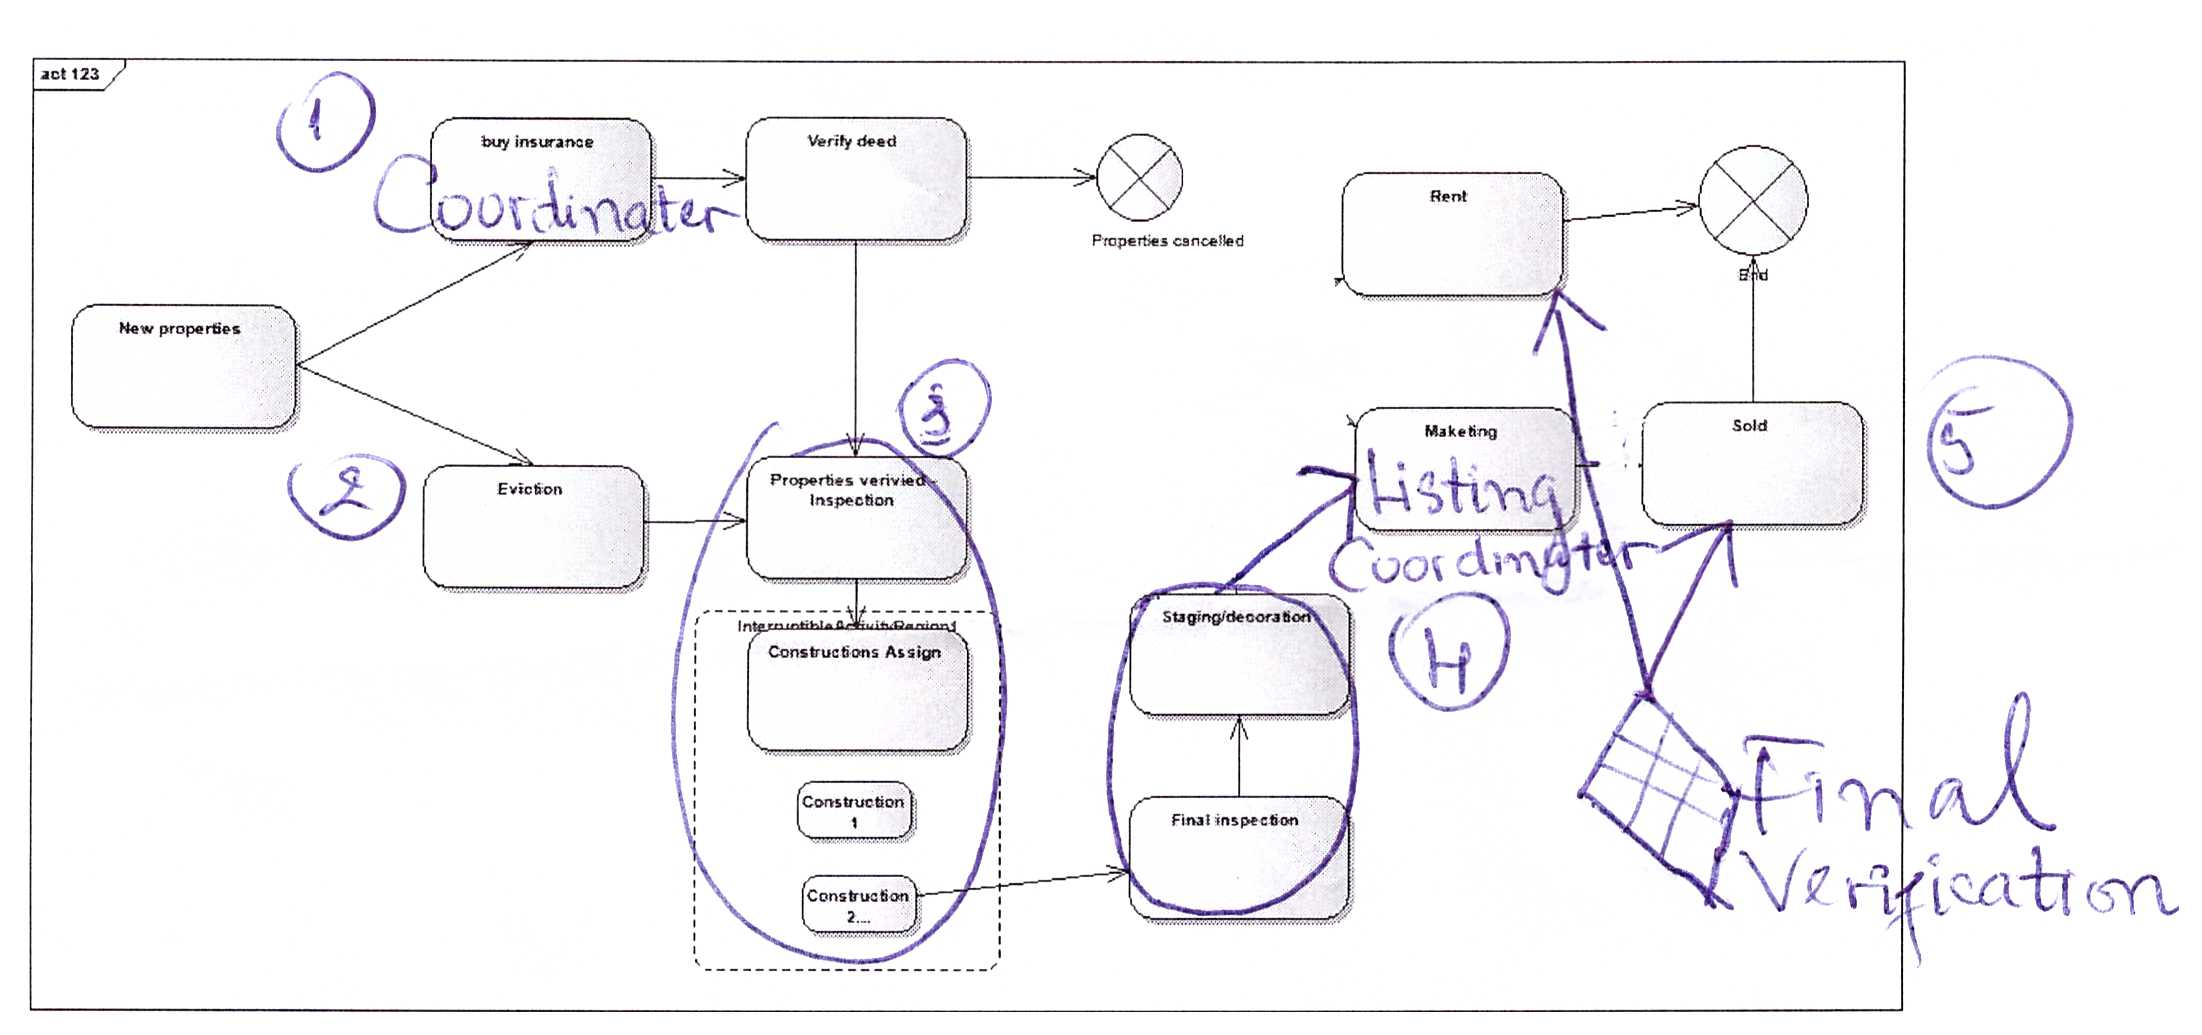 act 123
1
buy insurance
Coordinater
Verify deed
Properties cancelled
Rent
End
New properties
2
Eviction
3
Properties verivied -
Inspection
InterruptibleActivityRegion1
Constructions Assign
Construction
1
Construction
2....
Final inspection
Staging/decoration
Maketing
Listing
Coordinater
4
Sold
5
Final
Verification